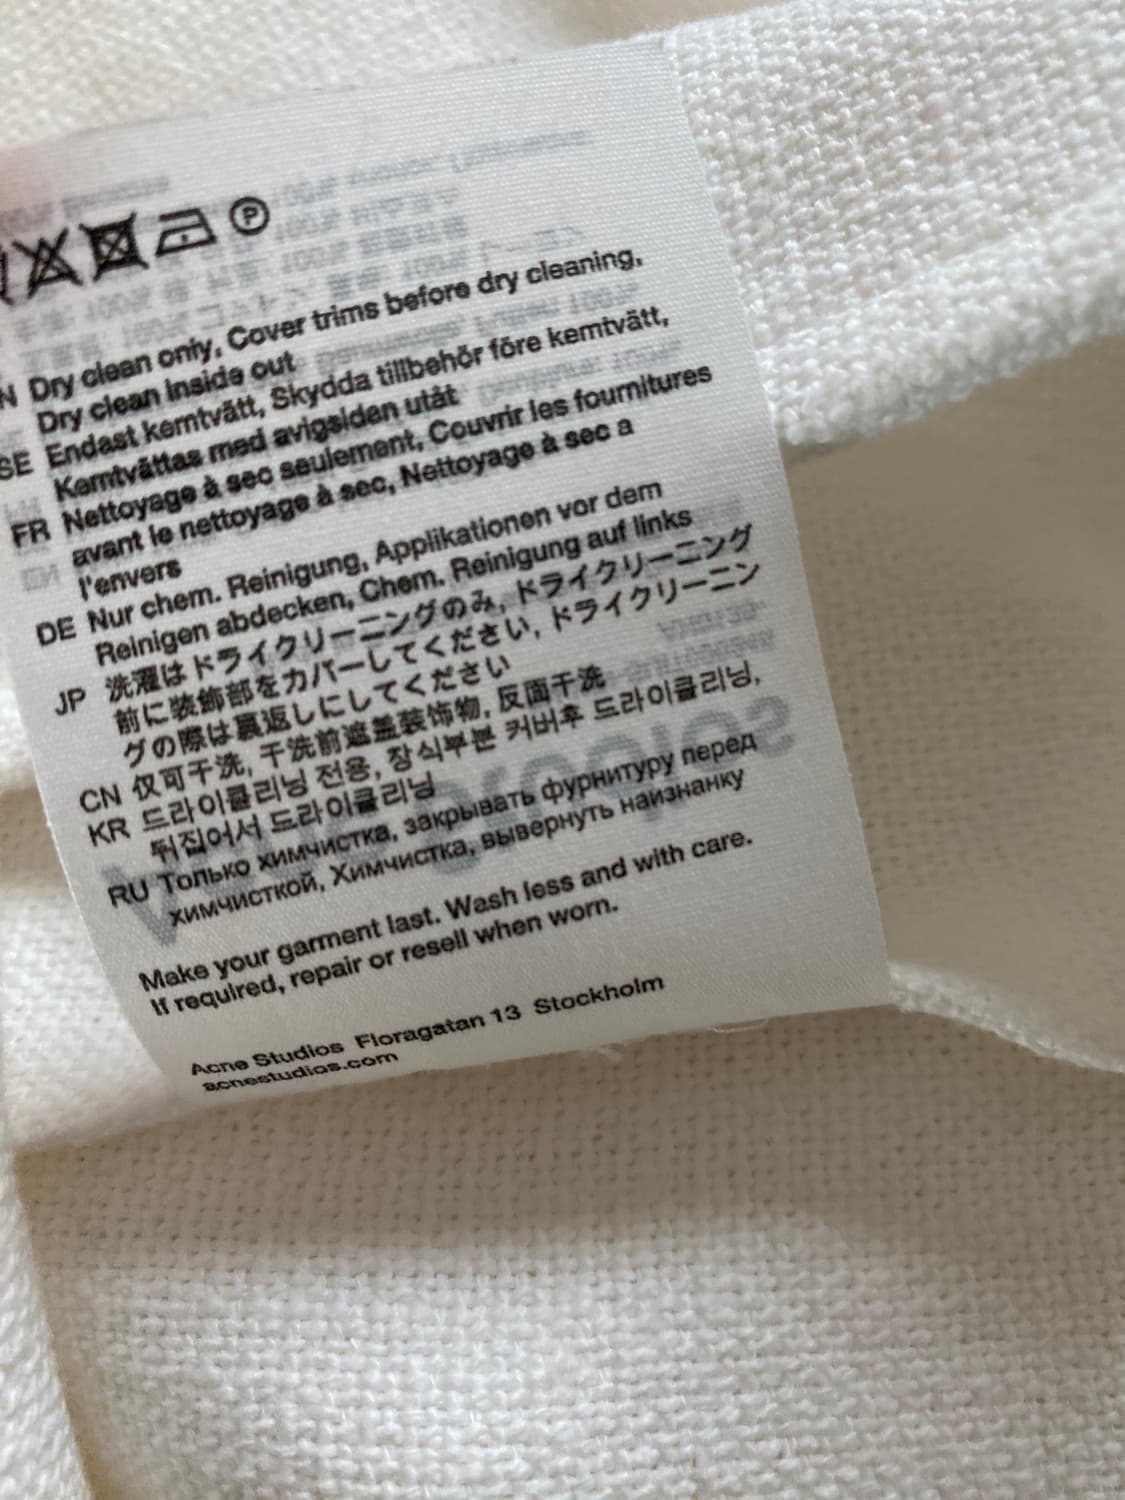 P
EN Dry clean only, Cover trims before dry cleaning,
Dry clean inside out
SE Endast kemtvätt, Skydda tillbehör före kemtvätt,
Kemtvättas med avigsidan utåt
FR Nettoyage à sec seulement, Couvrir les fournitures
avant le nettoyage à sec, Nettoyage à sec a
l'envers
DE Nur chem. Reinigung, Applikationen vor dem
Reinigen abdecken, Chem. Reinigung auf links
JP 洗濯はドライクリーニングのみ, ドライクリーニング
前に装飾部をカバーしてください, ドライクリーニン
グの際は裏返しにしてください
CN 仅可干洗, 干洗前遮盖装饰物, 反面干洗
KR 드라이클리닝 전용, 장식부분 커버후 드라이클리닝,
뒤집어서 드라이클리닝
RU Только химчистка, закрывать фурнитуру перед
химчисткой, Химчистка, вывернуть наизнанку
Make your garment last. Wash less and with care.
If required, repair or resell when worn.
Acne Studios Floragatan 13 Stockholm
acnestudios.com